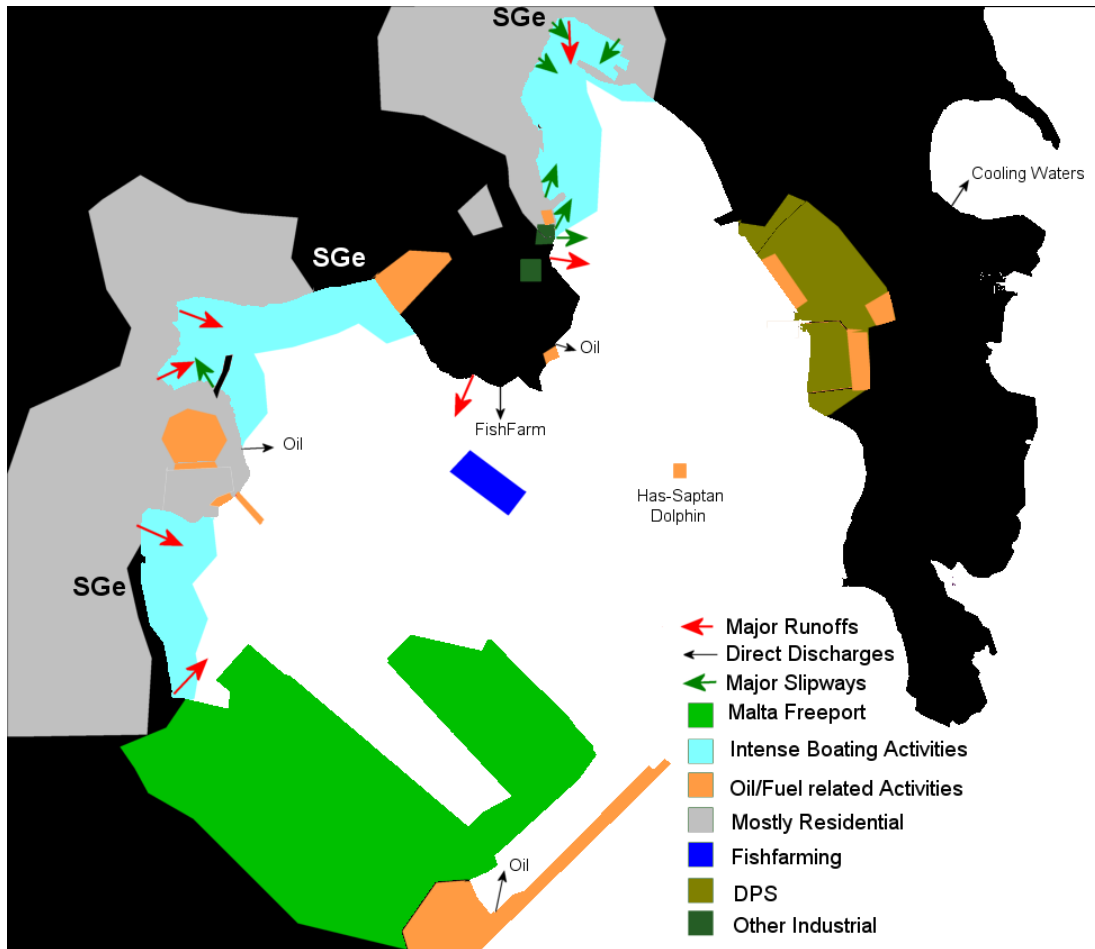 SGe
Cooling Waters
SGe
Oil
FishFarm
Oil
Has-Saptan
Dolphin
SGe
Major Runoffs
Direct Discharges
Major Slipways
Malta Freeport
Intense Boating Activities
Oil/Fuel related Activities
Mostly Residential
Fishfarming
Oil
DPS
Other Industrial